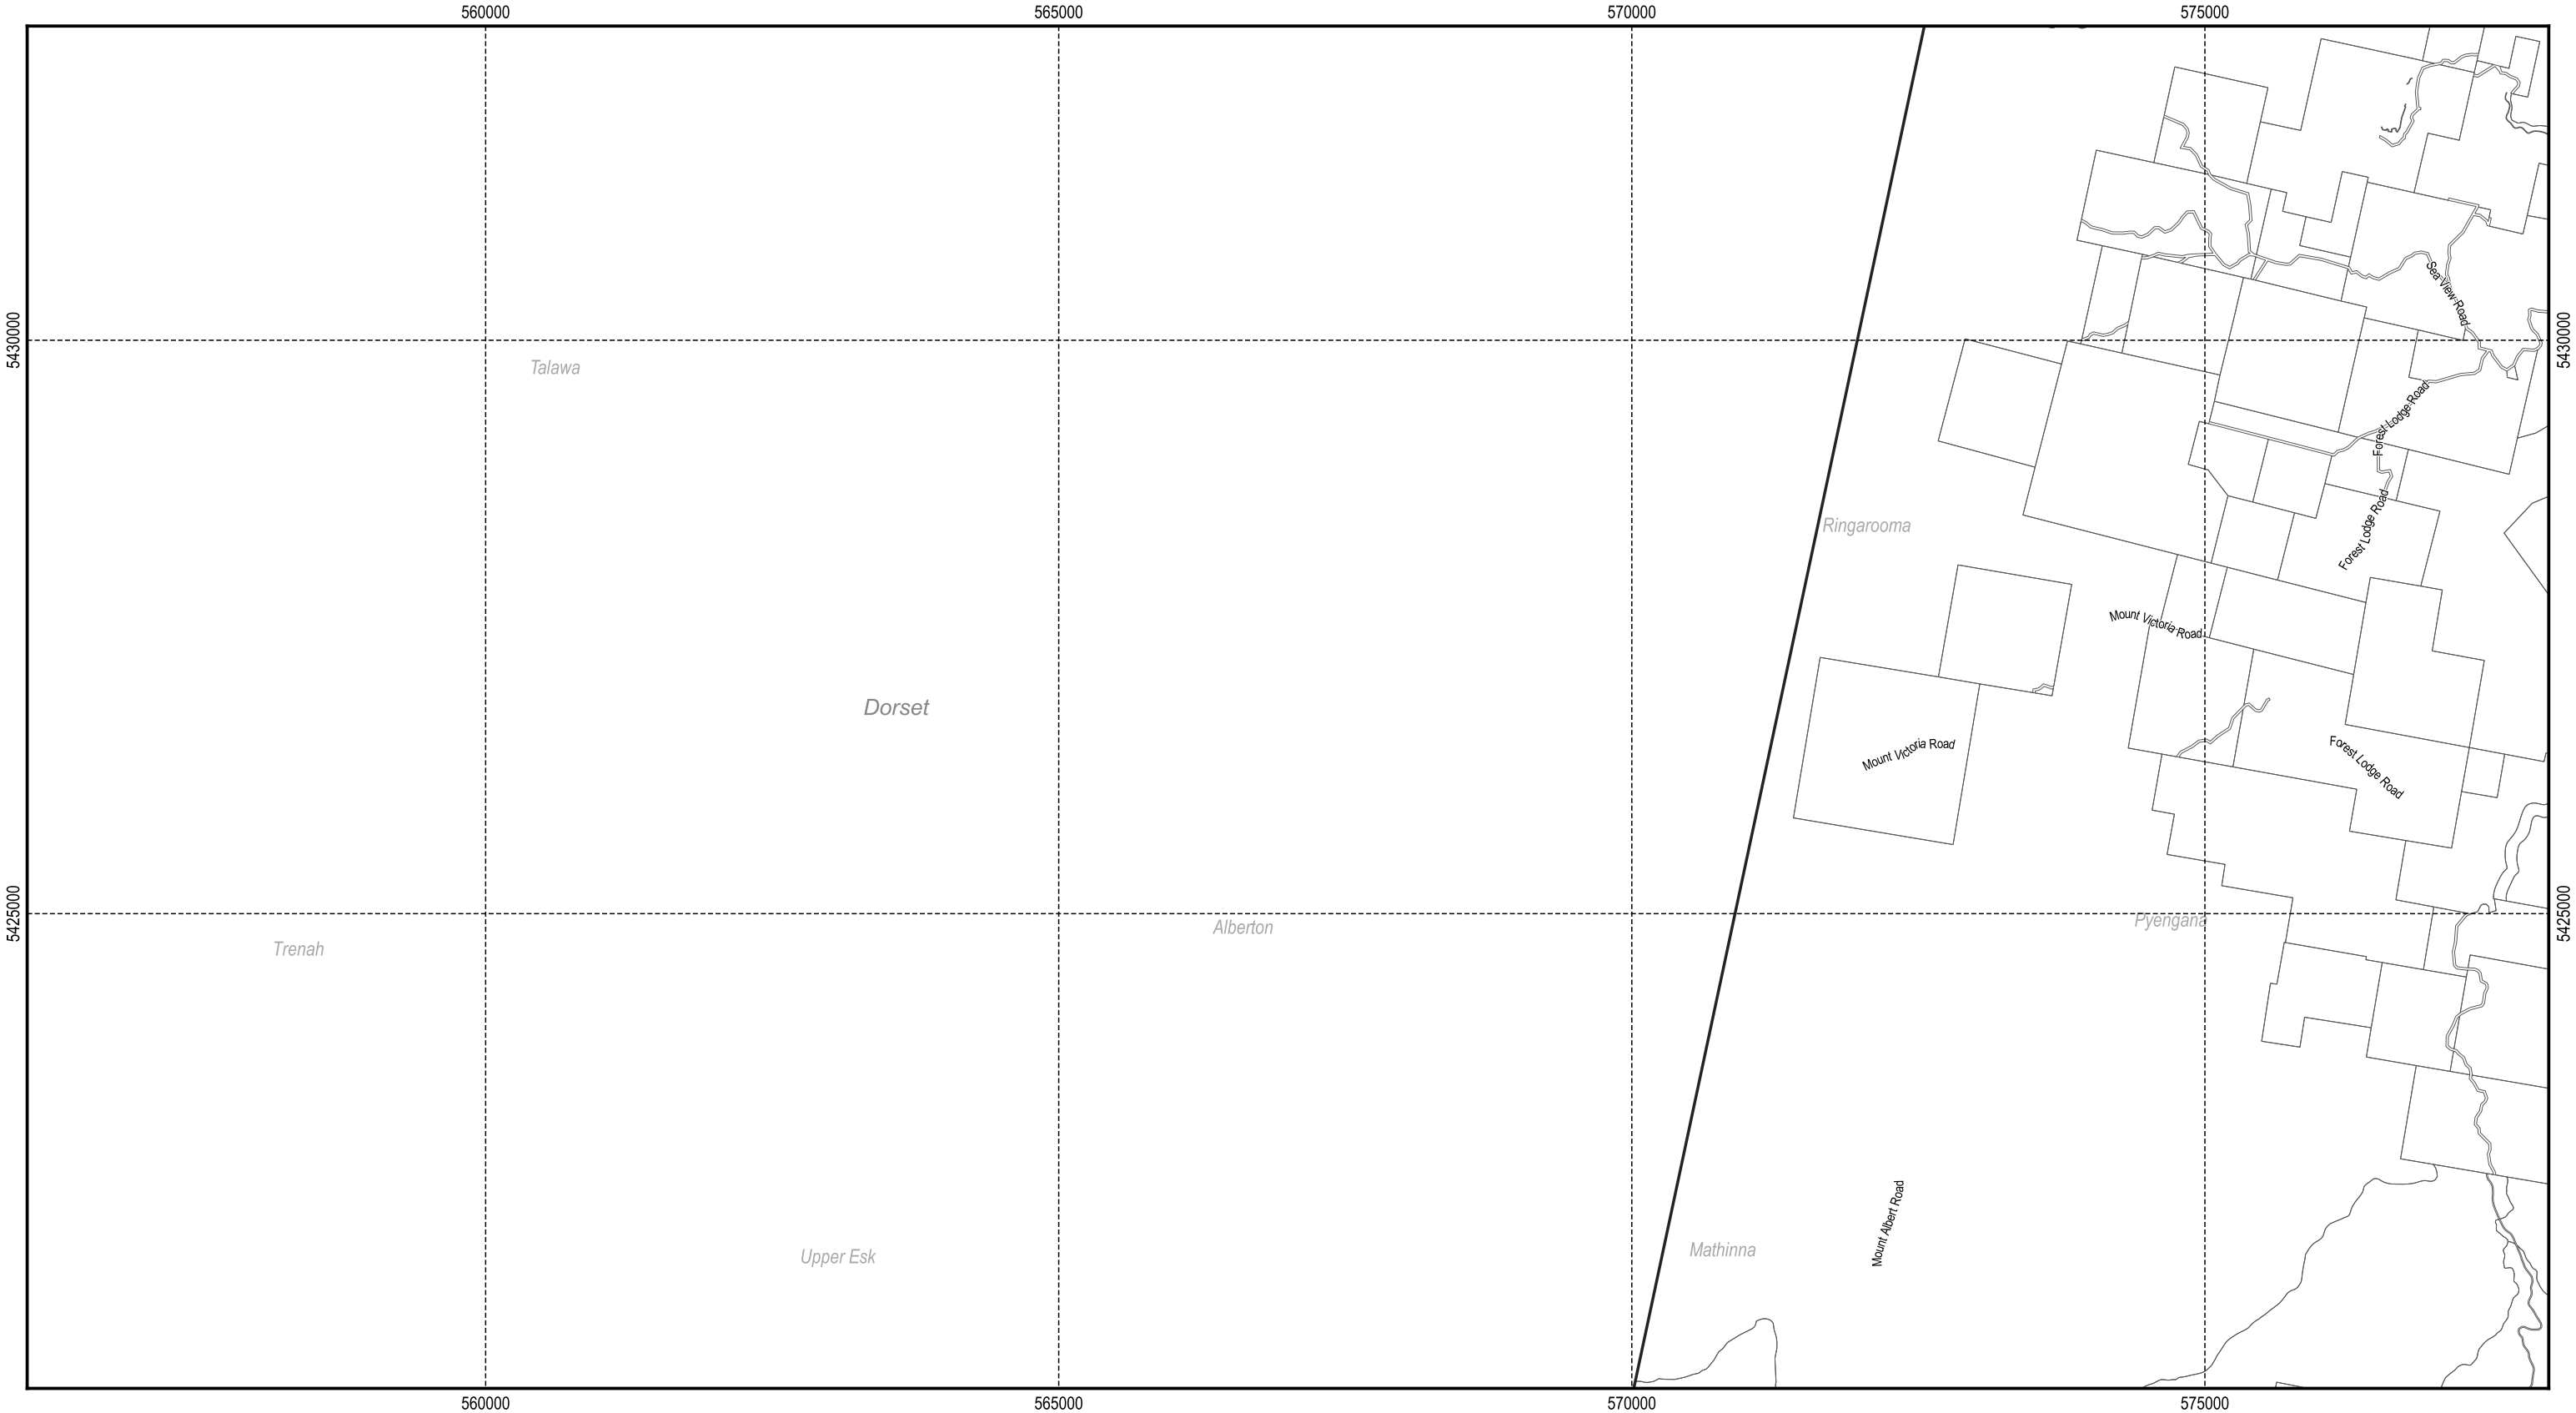 560000
565000
570000
575000
Sea View Road
5430000
5430000
Talawa
Forest Lodge Road
Ringarooma
Forest Lodge Road
Mount Victoria Road
Dorset
Mount Victoria Road
Forest Lodge Road
5425000
5425000
Pyengana
Alberton
Trenah
Mount Albert Road
Mathinna
Upper Esk
560000
565000
570000
575000